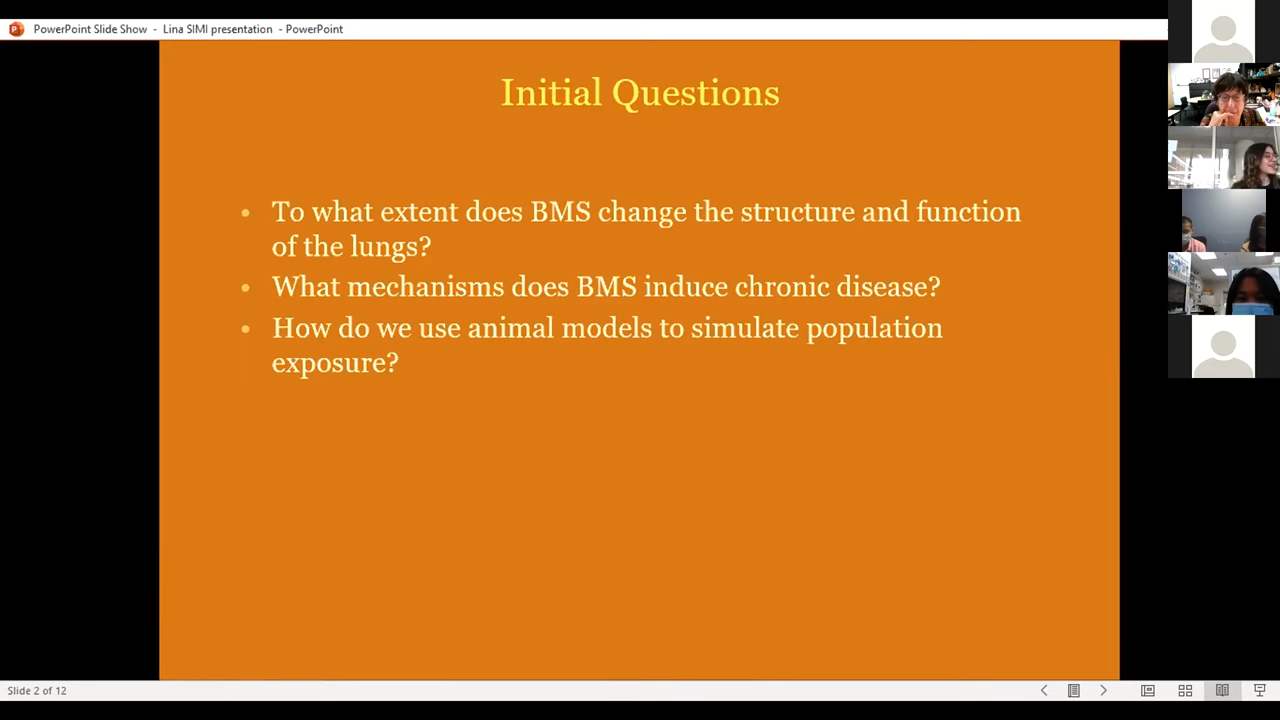 PowerPoint Slide Show - Lina SIMI presentation - PowerPoint
Initial Questions
• To what extent does BMS change the structure and function
of the lungs?
• What mechanisms does BMS induce chronic disease?
• How do we use animal models to simulate population
exposure?
Slide 2 of 12